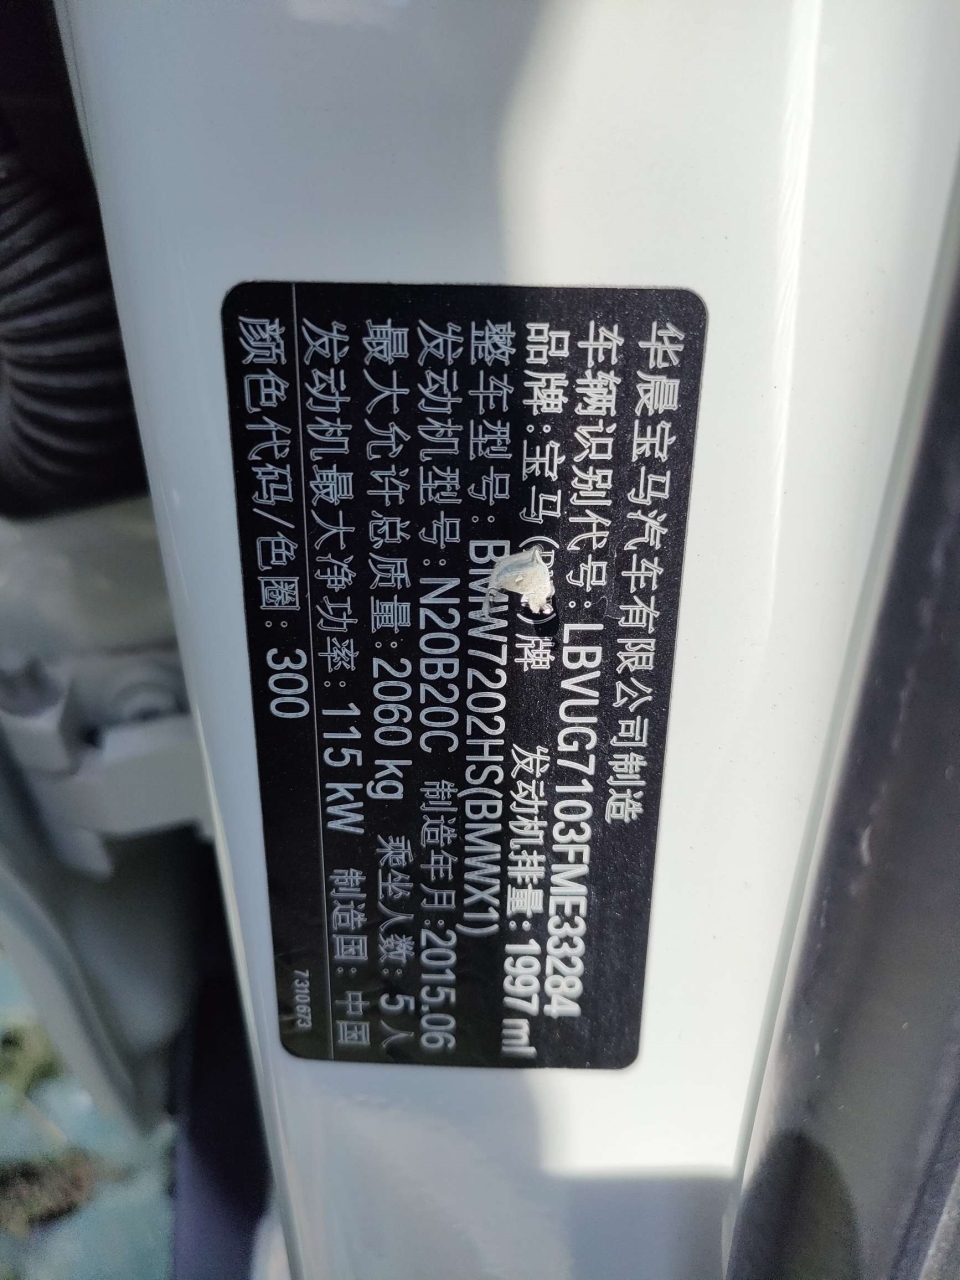 华晨宝马汽车有限公司制造
车辆识别代号:LBVUG7103FME33284
品牌:宝马( )牌 发动机排量:1997 ml
整车型号:BMW7202HS(BMWX1)
发动机型号:N20B20C 制造年月:2015.06
最大允许总质量:2060 kg 乘坐人数:5 人
发动机最大净功率:115 kW 制造国:中国
颜色代码/色圈:300
7310673